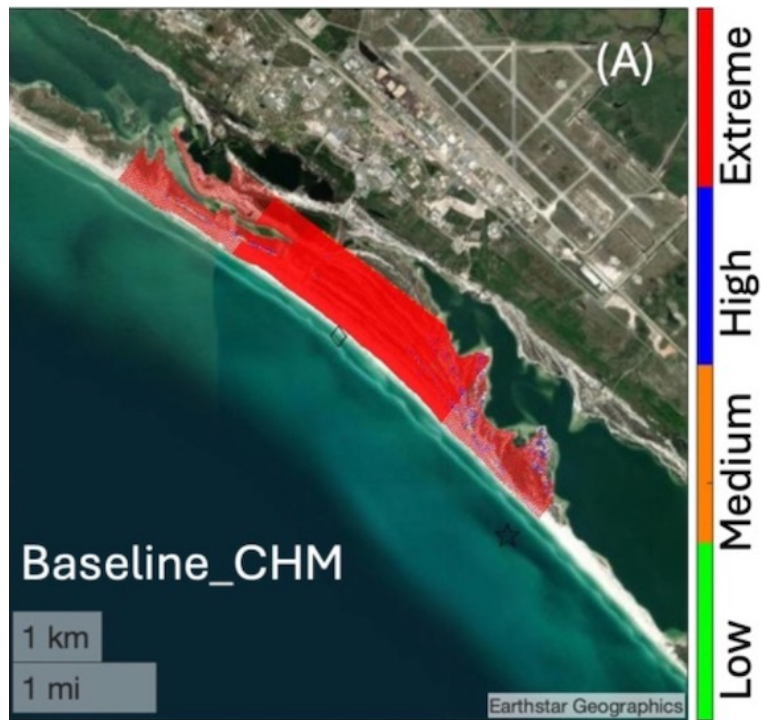 (A)
Extreme
High
Medium
Low
Baseline_CHM
1 km
1 mi
Earthstar Geographics